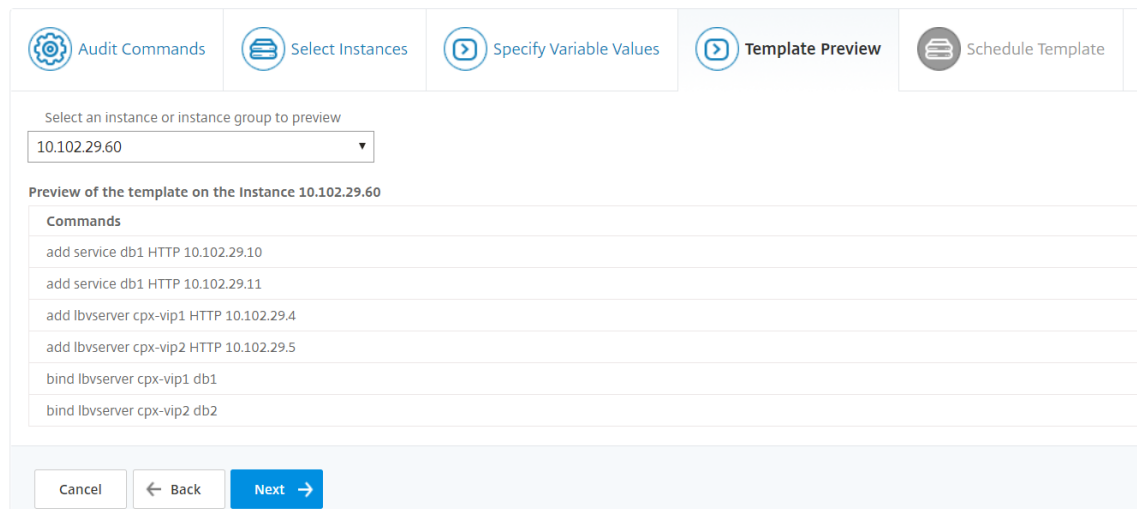 Audit Commands
Select Instances
Specify Variable Values
Template Preview
Schedule Template
Select an instance or instance group to preview
10.102.29.60
Preview of the template on the Instance 10.102.29.60
Commands
add service db1 HTTP 10.102.29.10
add service db1 HTTP 10.102.29.11
add lbvserver cpx-vip1 HTTP 10.102.29.4
add lbvserver cpx-vip2 HTTP 10.102.29.5
bind lbvserver cpx-vip1 db1
bind lbvserver cpx-vip2 db2
Cancel
Back
Next